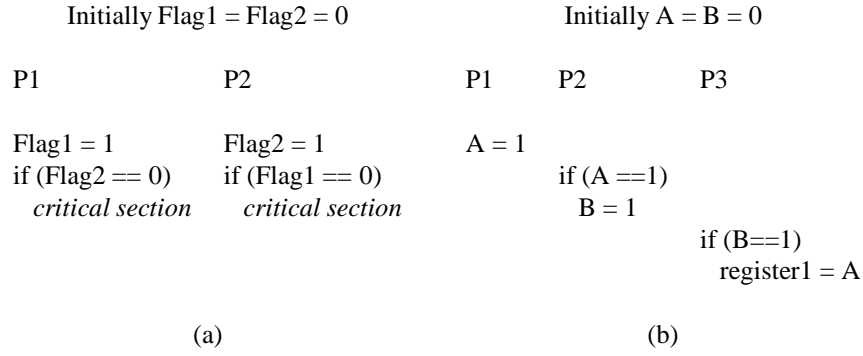 Initially Flag1 = Flag2 = 0
P1 P2
Flag1 = 1 Flag2 = 1
if (Flag2 == 0) if (Flag1 == 0)
critical section critical section
(a)
Initially A = B = 0
P1 P2 P3
A = 1
if (A ==1)
B = 1
if (B==1)
register1 = A
(b)